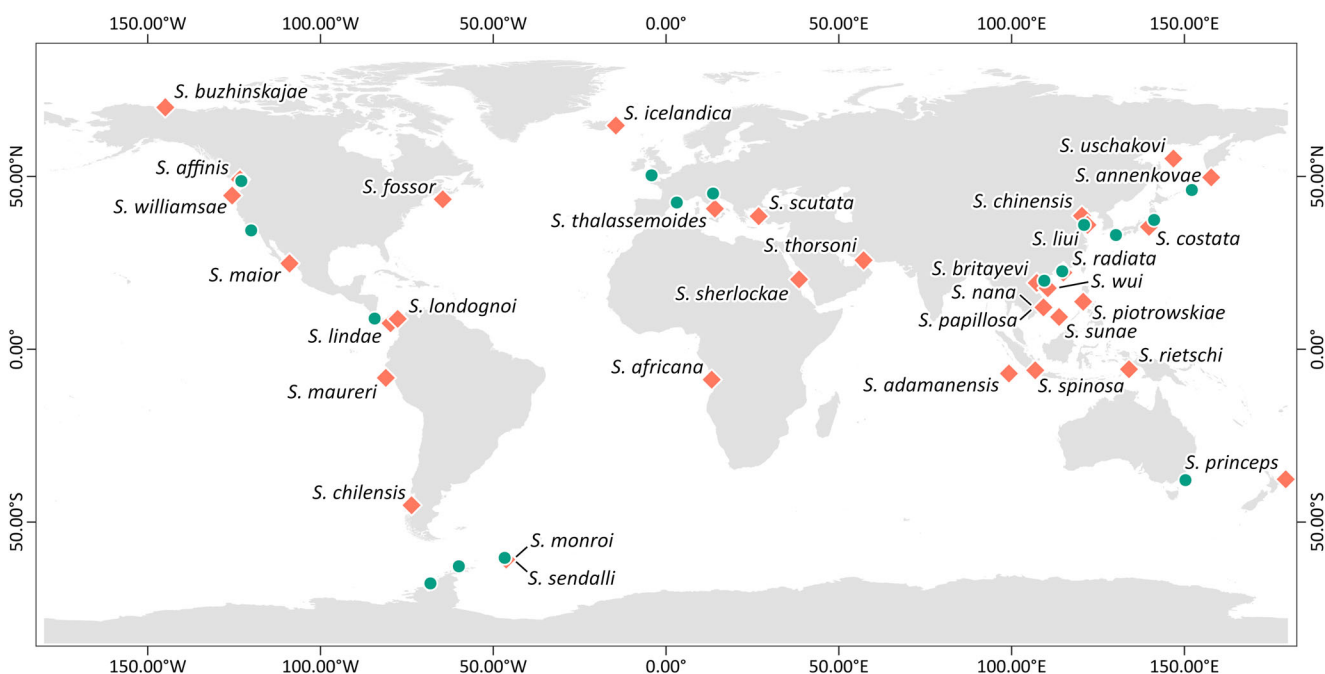 150.00°W 100.00°W 50.00°W 0.00° 50.00°E 100.00°E 150.00°E
S. buzhinskajae
S. icelandica
S. uschakovi
S. affinis
50.00°N
S. fossor
S. annenkovae
50.00°N
S. williamsae
S. thalassemoides
S. scutata
S. chinensis
S. liui
S. costata
S. thorsoni
S. radiata
S. maior
S. britayevi
S. wui
S. sherlockae
S. nana
S. londognoi
S. papillosa
S. piotrowskiae
S. lindae
S. sunae
0.00°
0.00°
S. rietschi
S. africana
S. maureri
S. adamanensis
S. spinosa
S. princeps
S. chilensis
50.00°S
50.00°S
S. monroi
S. sendalli
150.00°W 100.00°W 50.00°W 0.00° 50.00°E 100.00°E 150.00°E